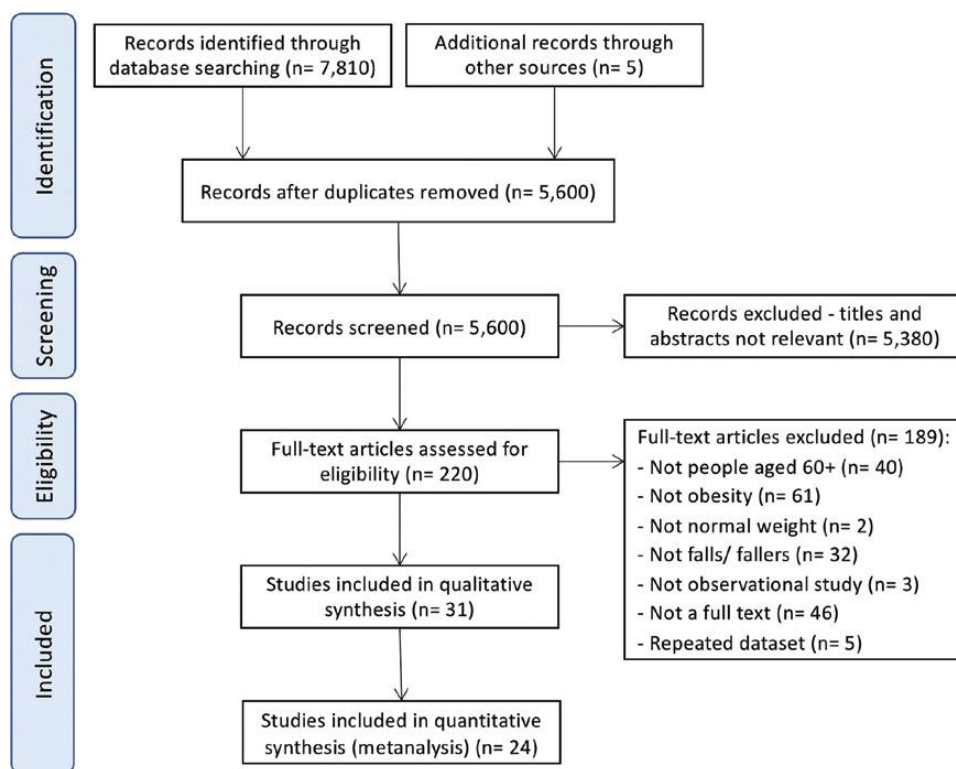 Identification
Records identified through
database searching (n= 7,810)
Additional records through
other sources (n= 5)
Records after duplicates removed (n= 5,600)
Screening
Records screened (n= 5,600)
Records excluded - titles and
abstracts not relevant (n= 5,380)
Eligibility
Full-text articles assessed for
eligibility (n= 220)
Full-text articles excluded (n= 189):
- Not people aged 60+ (n= 40)
- Not obesity (n= 61)
- Not normal weight (n= 2)
- Not falls/ fallers (n= 32)
- Not observational study (n= 3)
- Not a full text (n= 46)
- Repeated dataset (n= 5)
Included
Studies included in qualitative
synthesis (n= 31)
Studies included in quantitative
synthesis (metanalysis) (n= 24)